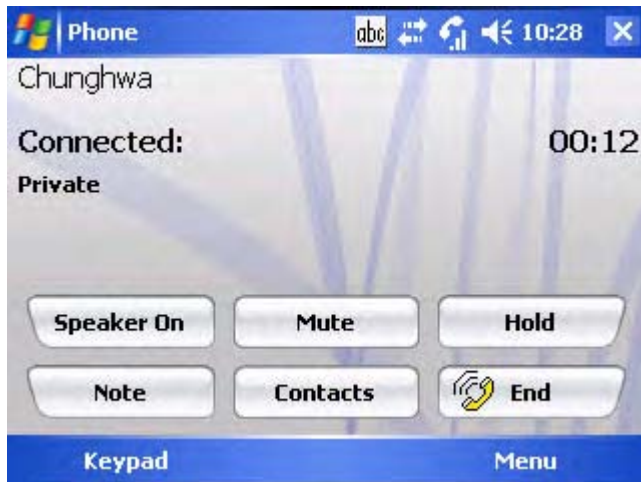 Phone abc 10:28
Chunghwa
Connected: 00:12
Private
Speaker On Mute Hold
Note Contacts End
Keypad Menu